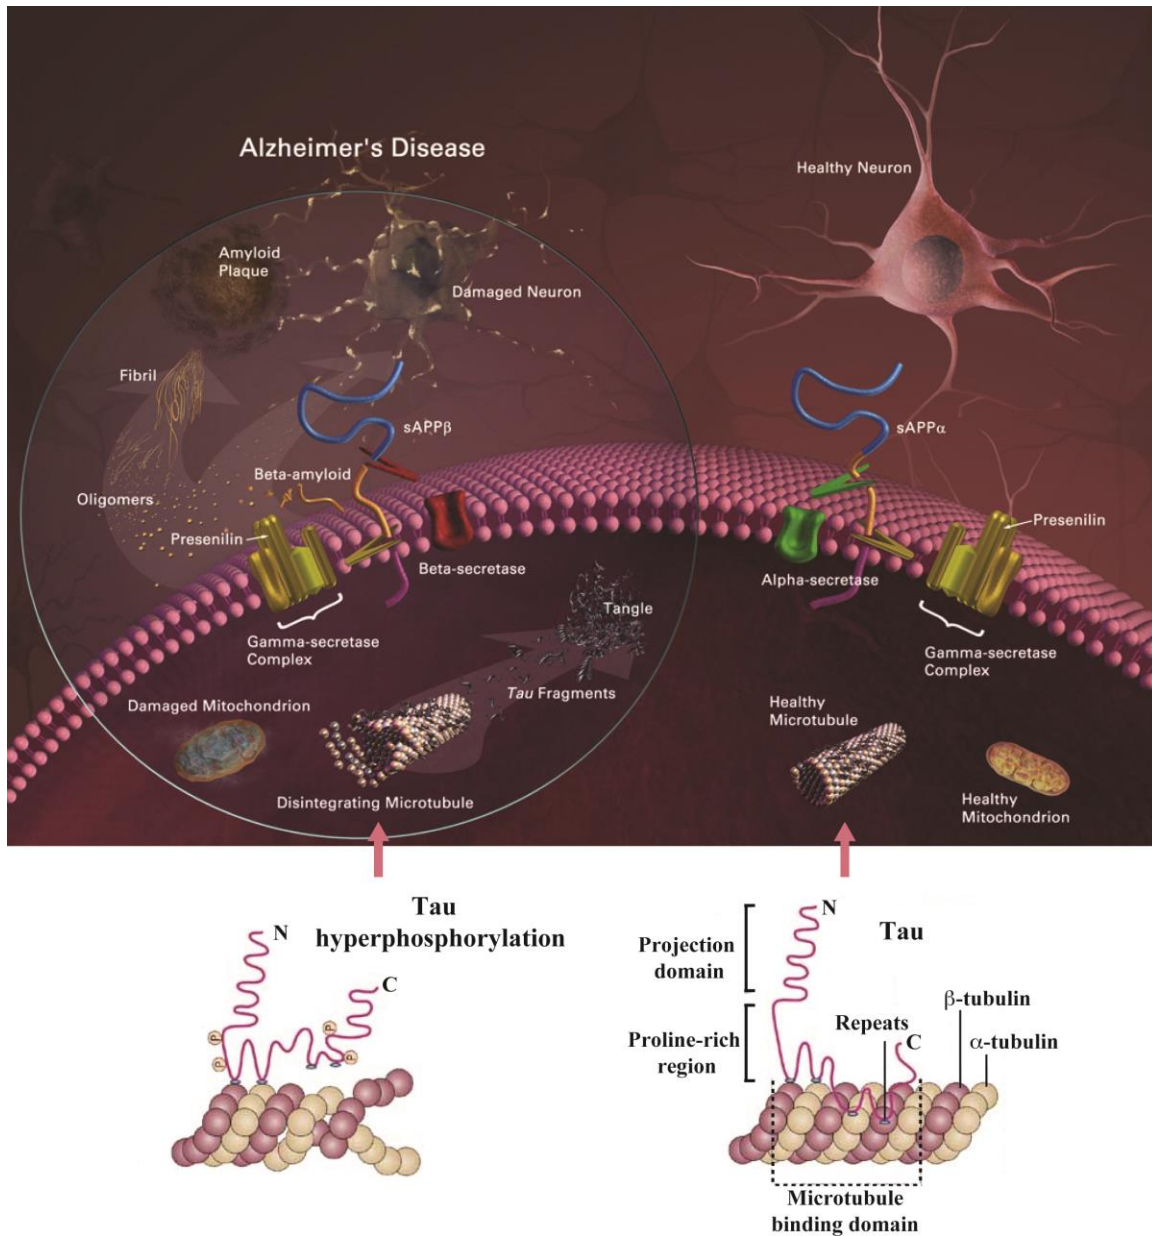 Alzheimer's Disease
Healthy Neuron
Amyloid
Plaque
Damaged Neuron
Fibril
sAPPβ
sAPPα
Beta-amyloid
Oligomers
Presenilin
Presenilin
Beta-secretase
Alpha-secretase
Tangle
Gamma-secretase
Complex
Gamma-secretase
Complex
Tau Fragments
Damaged Mitochondrion
Healthy
Microtubule
Disintegrating Microtubule
Healthy
Mitochondrion
Tau
hyperphosphorylation
N
C
P
P
P
P
Tau
N
Projection
domain
Proline-rich
region
Repeats
C
β-tubulin
α-tubulin
Microtubule
binding domain